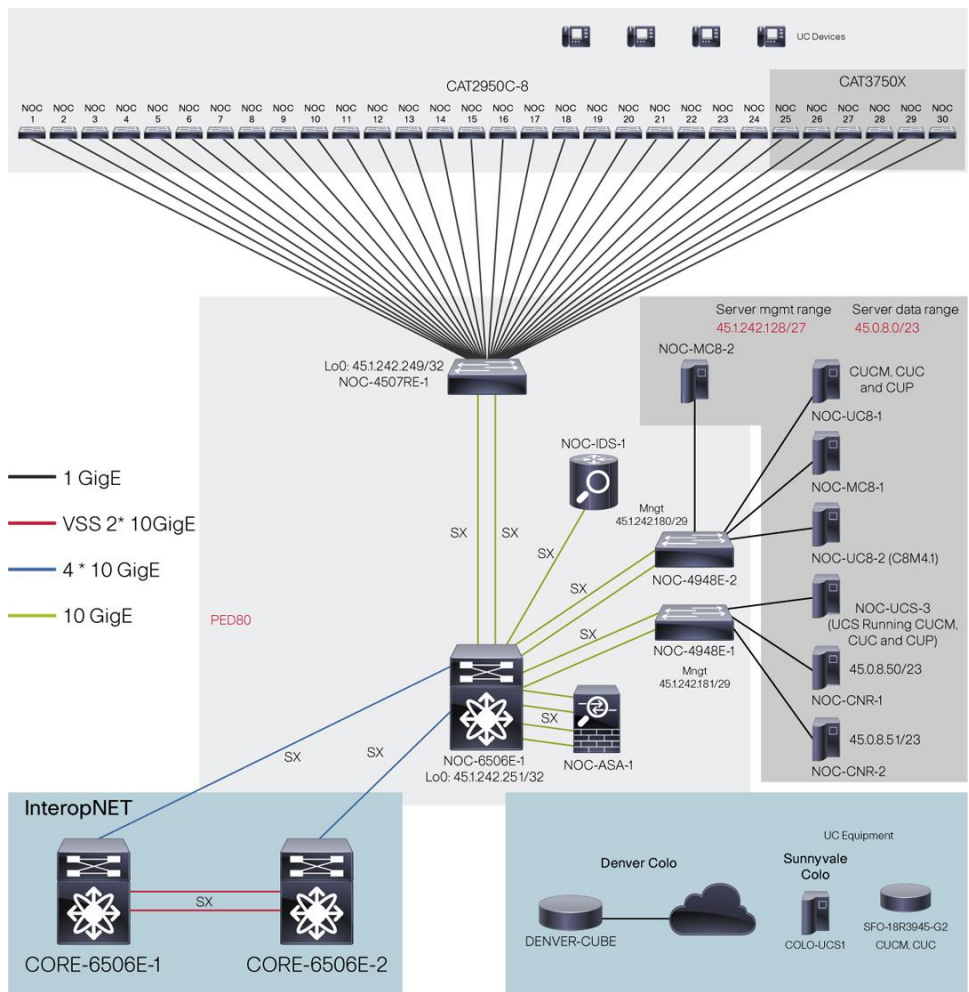 UC Devices
CAT2950C-8
CAT3750X
NOC 1
NOC 2
NOC 3
NOC 4
NOC 5
NOC 6
NOC 7
NOC 8
NOC 9
NOC 10
NOC 11
NOC 12
NOC 13
NOC 14
NOC 15
NOC 16
NOC 17
NOC 18
NOC 19
NOC 20
NOC 21
NOC 22
NOC 23
NOC 24
NOC 25
NOC 26
NOC 27
NOC 28
NOC 29
NOC 30
Server mgmt range
45.1.242.128/27
Server data range
45.0.8.0/23
Lo0: 45.1.242.249/32
NOC-4507RE-1
NOC-MC8-2
CUCM, CUC
and CUP
NOC-UC8-1
NOC-IDS-1
NOC-MC8-1
1 GigE
VSS 2* 10GigE
4 * 10 GigE
10 GigE
SX
SX
SX
Mngt
45.1.242.180/29
NOC-4948E-2
NOC-UC8-2 (C8M4.1)
SX
PED80
SX
NOC-4948E-1
Mngt
45.1.242.181/29
NOC-UCS-3
(UCS Running CUCM,
CUC and CUP)
45.0.8.50/23
NOC-CNR-1
45.0.8.51/23
NOC-CNR-2
SX
NOC-ASA-1
NOC-6506E-1
Lo0: 45.1.242.251/32
SX
SX
InteropNET
SX
CORE-6506E-1
CORE-6506E-2
UC Equipment
Denver Colo
DENVER-CUBE
Sunnyvale
Colo
COLO-UCS1
SFO-18R3945-G2
CUCM, CUC